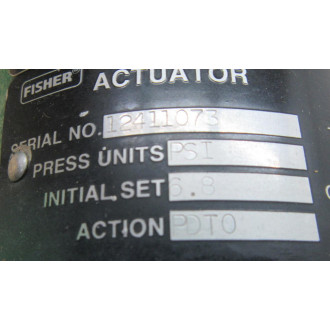 FISHER ACTUATOR
SERIAL NO. 12411073
PRESS UNITS PSI
INITIAL SET 6.8
ACTION PDTO